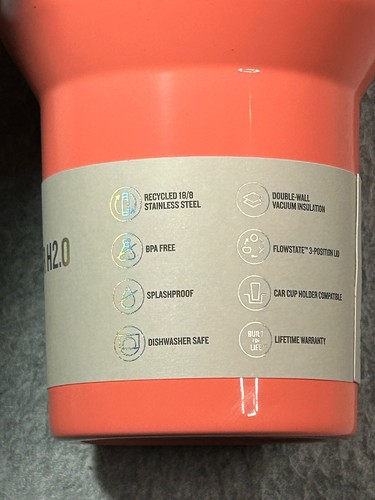 H2.0
RECYCLED 18/8
STAINLESS STEEL
BPA FREE
SPLASHPROOF
DISHWASHER SAFE
DOUBLE-WALL
VACUUM INSULATION
FLOWSTATE™ 3-POSITION LID
CAR CUP HOLDER COMPATIBLE
BUILT
FOR
LIFE
LIFETIME WARRANTY